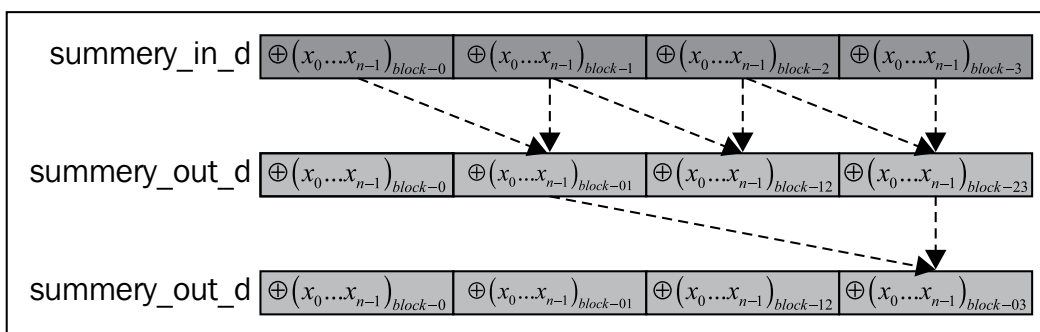 summery_in_d ⊕(x₀...xₙ₋₁)block-0 ⊕(x₀...xₙ₋₁)block-1 ⊕(x₀...xₙ₋₁)block-2 ⊕(x₀...xₙ₋₁)block-3
summery_out_d ⊕(x₀...xₙ₋₁)block-0 ⊕(x₀...xₙ₋₁)block-01 ⊕(x₀...xₙ₋₁)block-12 ⊕(x₀...xₙ₋₁)block-23
summery_out_d ⊕(x₀...xₙ₋₁)block-0 ⊕(x₀...xₙ₋₁)block-01 ⊕(x₀...xₙ₋₁)block-12 ⊕(x₀...xₙ₋₁)block-03